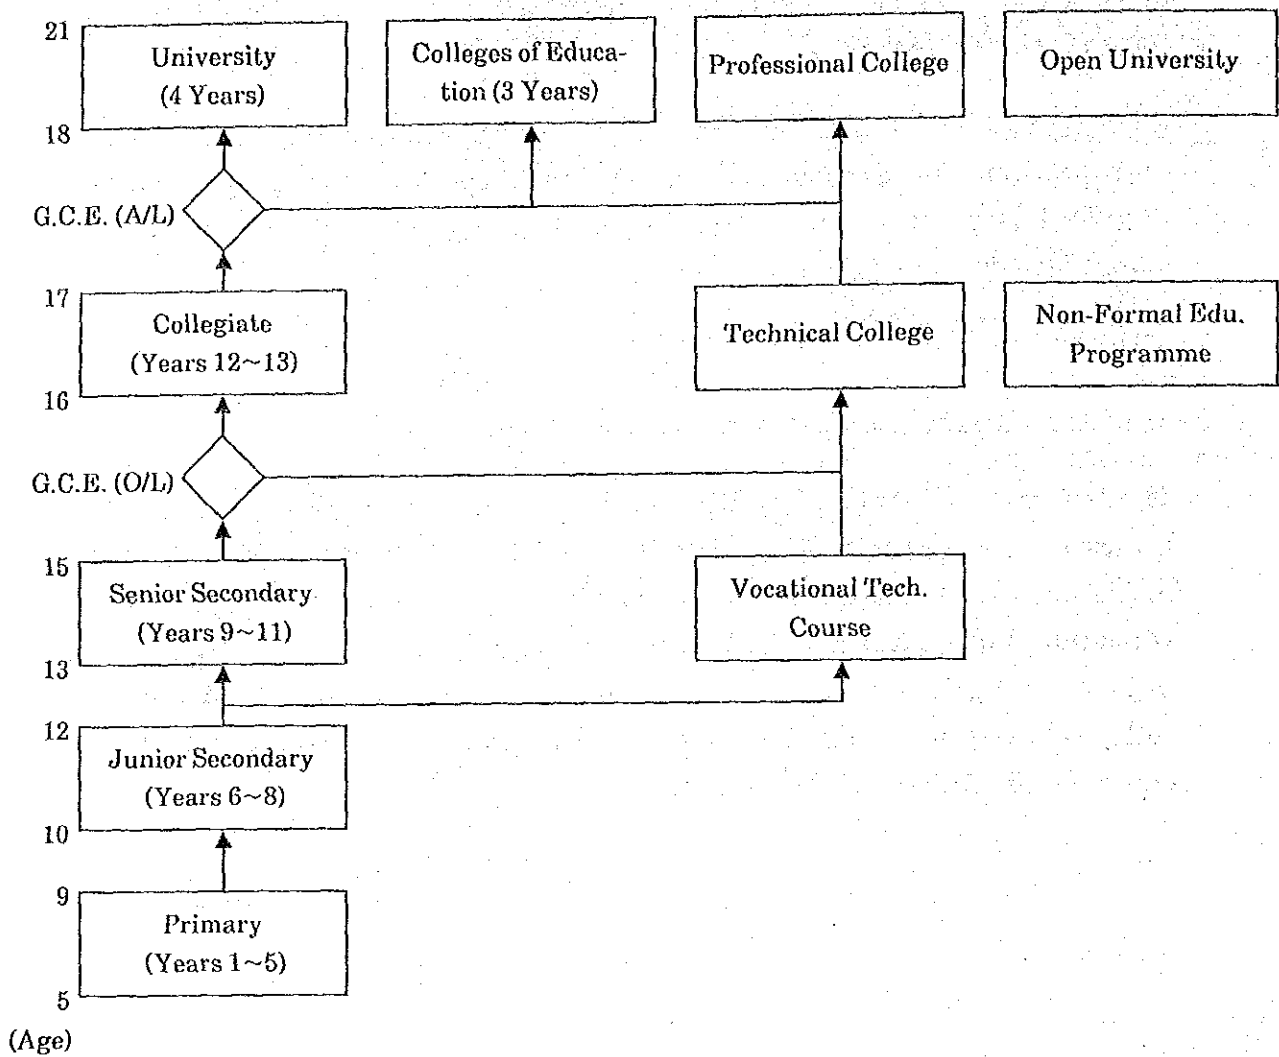 21
University
(4 Years)
Colleges of Educa-
tion (3 Years)
Professional College
Open University
18
G.C.E. (A/L)
17
Collegiate
(Years 12~13)
Technical College
Non-Formal Edu.
Programme
16
G.C.E. (O/L)
15
Senior Secondary
(Years 9~11)
Vocational Tech.
Course
13
12
Junior Secondary
(Years 6~8)
10
9
Primary
(Years 1~5)
5
(Age)